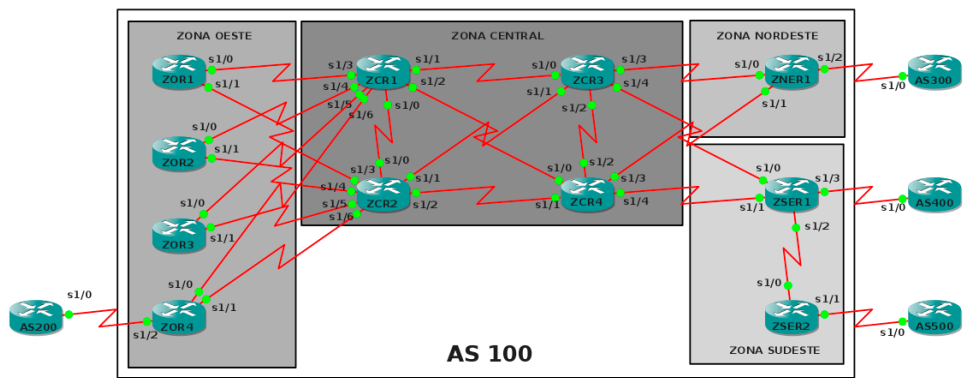 ZONA OESTE
ZONA CENTRAL
ZONA NORDESTE
s1/0
s1/1
s1/3
s1/4
s1/5
s1/6
s1/1
s1/2
s1/0
ZOR1
ZCR1
s1/0
s1/1
s1/2
s1/3
s1/4
ZCR3
s1/0
s1/1
s1/2
ZNER1
s1/0
AS300
s1/0
s1/1
ZOR2
s1/0
s1/3
s1/4
s1/5
s1/6
s1/1
s1/2
ZCR2
s1/2
s1/0
s1/1
s1/3
s1/4
ZCR4
s1/0
s1/1
s1/3
s1/2
ZSER1
s1/0
AS400
s1/0
s1/1
ZOR3
s1/0
s1/1
s1/2
ZOR4
s1/0
AS200
s1/0
s1/1
ZSER2
s1/0
AS500
AS 100
ZONA SUDESTE